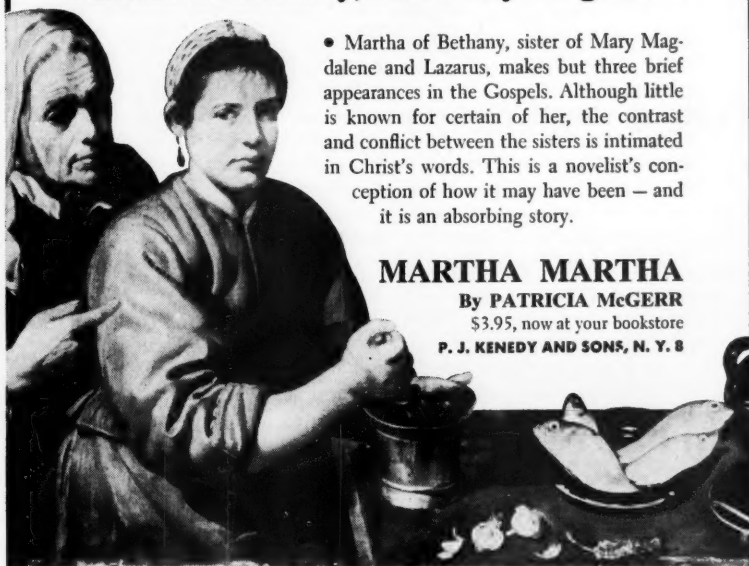 • Martha of Bethany, sister of Mary Mag-
dalene and Lazarus, makes but three brief
appearances in the Gospels. Although little
is known for certain of her, the contrast
and conflict between the sisters is intimated
in Christ's words. This is a novelist's con-
ception of how it may have been — and
it is an absorbing story.
MARTHA MARTHA
By PATRICIA McGERR
$3.95, now at your bookstore
P. J. KENEDY AND SONS, N. Y. 8